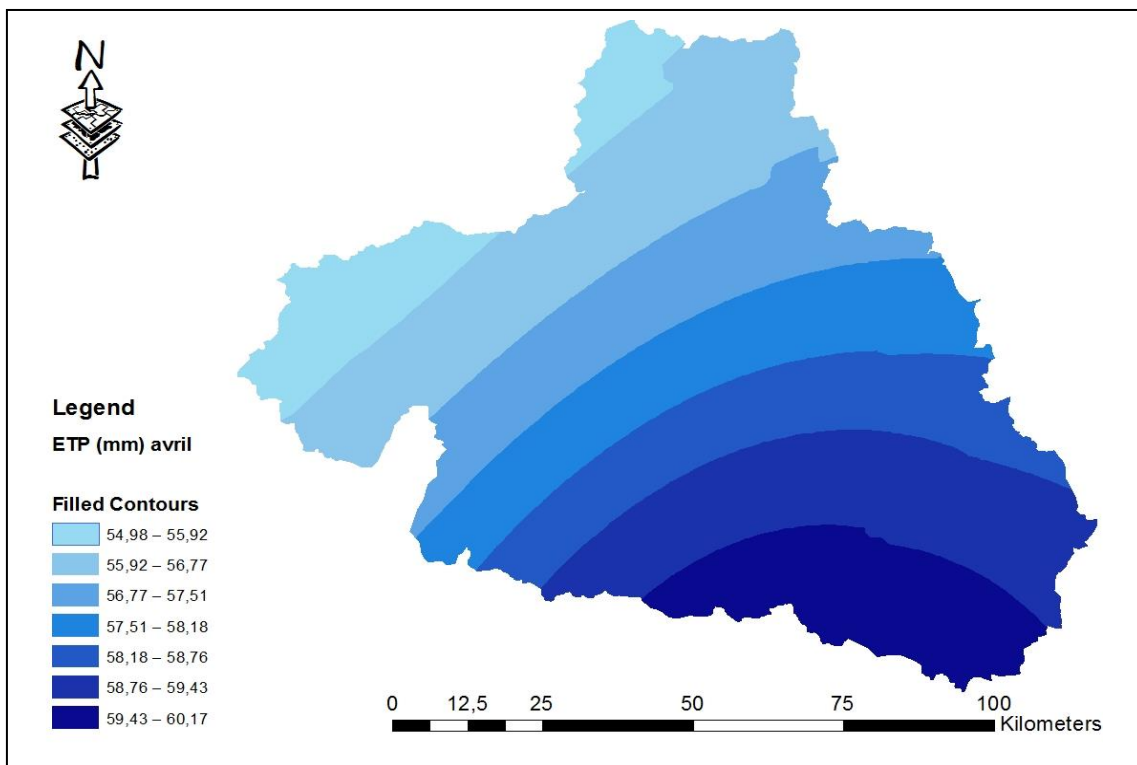 N
Legend
ETP (mm) avril
Filled Contours
54,98 – 55,92
55,92 – 56,77
56,77 – 57,51
57,51 – 58,18
58,18 – 58,76
58,76 – 59,43
59,43 – 60,17
0 12,5 25 50 75 100
Kilometers